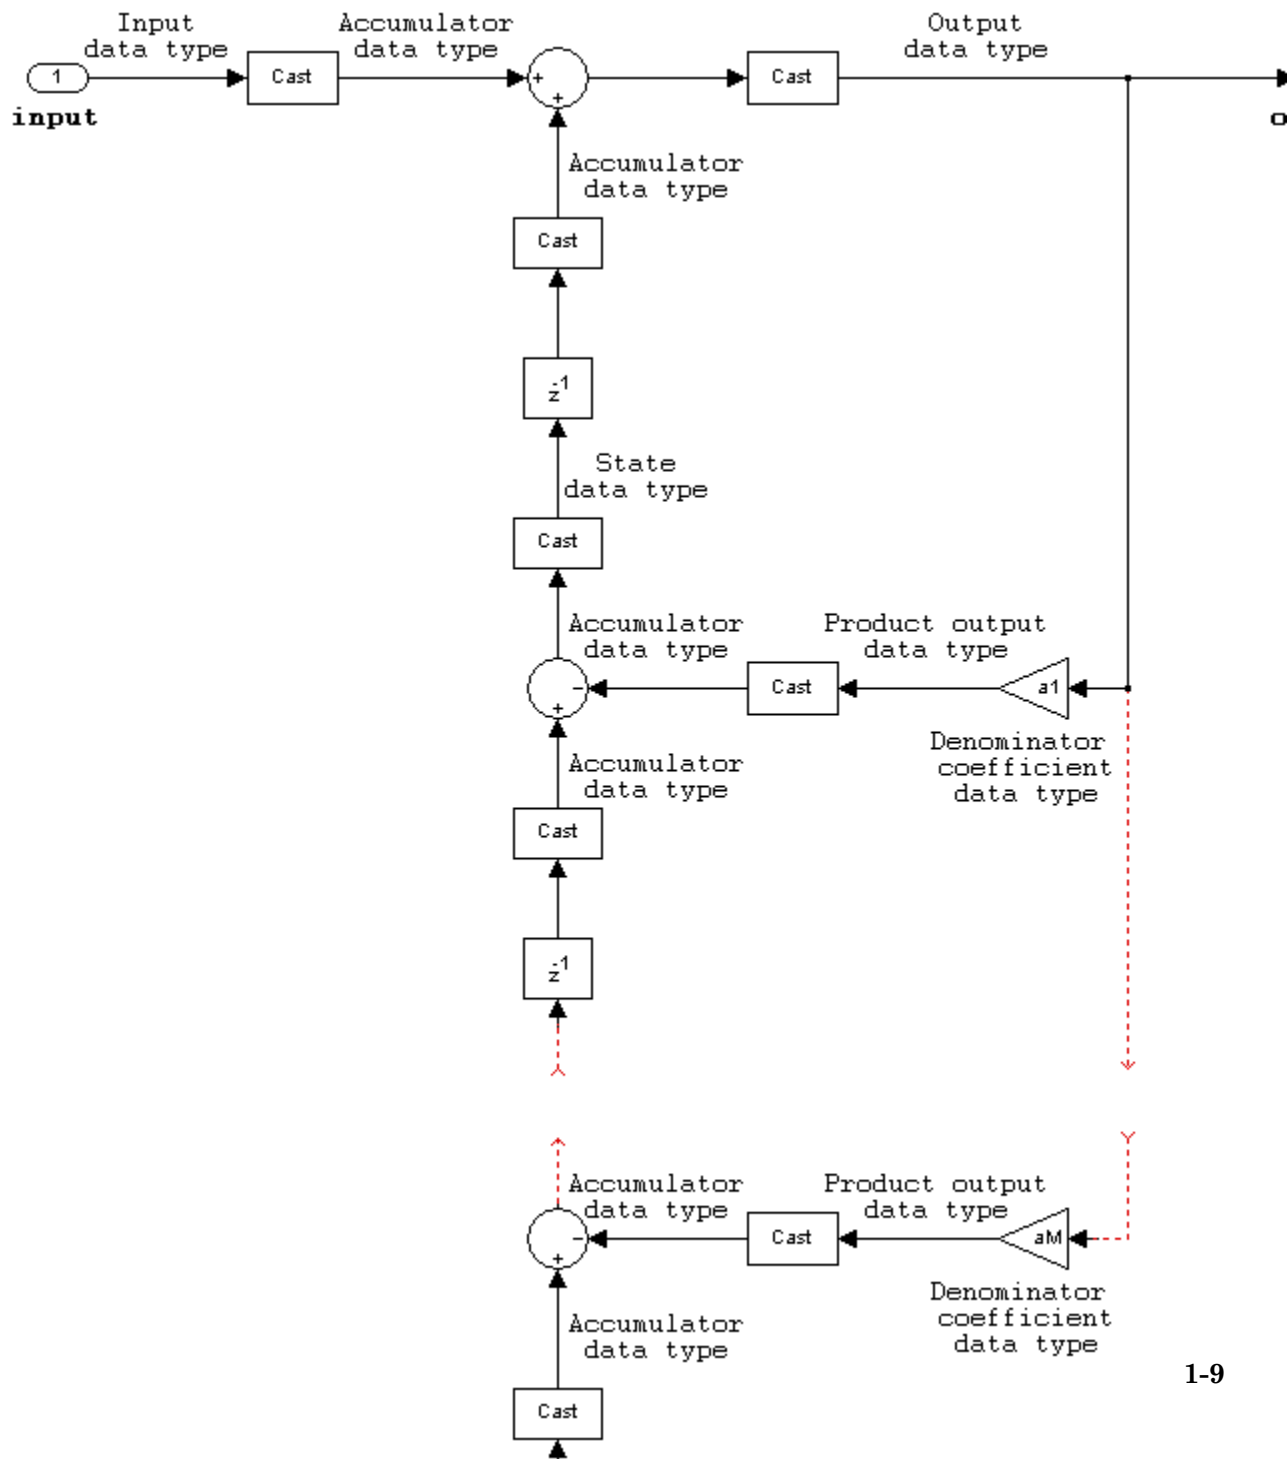 Input
data type
Accumulator
data type
Output
data type
1
Cast
+
+
Cast
input
o
Accumulator
data type
Cast
z-1
State
data type
Cast
Accumulator
data type
Product output
data type
-
+
Cast
a1
Accumulator
data type
Denominator
coefficient
data type
Cast
z-1
Accumulator
data type
Product output
data type
-
+
Cast
aM
Accumulator
data type
Denominator
coefficient
data type
1-9
Cast